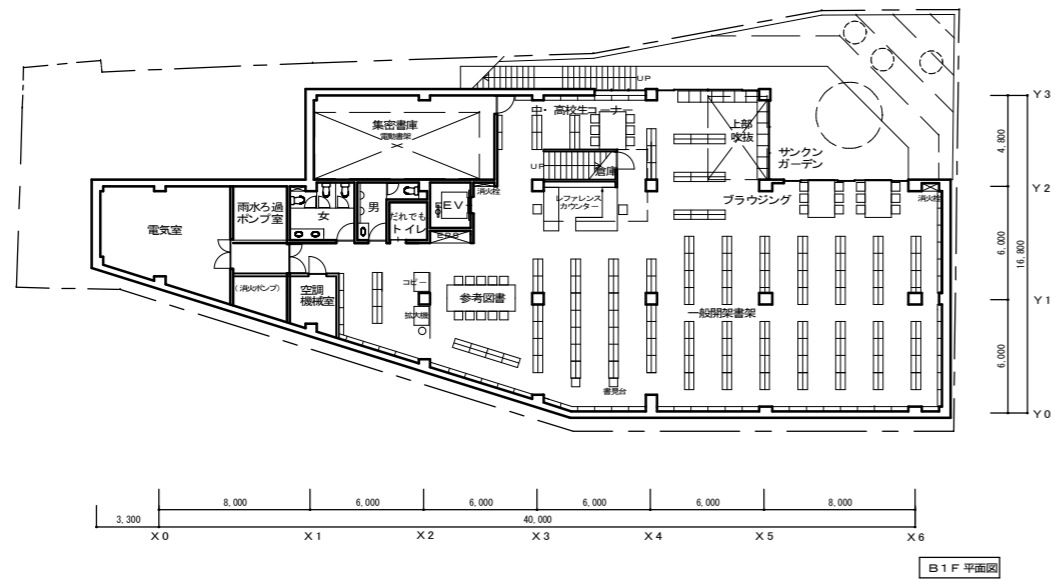 UP
Y3
中・高校生コーナー
集密書庫
電動書架
上部
吹抜
4,800
サンクン
ガーデン
UP
倉庫
消火栓
Y2
雨水ろ過
ポンプ室
女
男
だれでも
トイレ
EV
レファレンス
カウンター
ブラウジング
消火栓
電気室
EPS
6,000
16,800
(消火ポンプ)
空調
機械室
コピー
参考図書
拡大機
一般開架書架
Y1
6,000
書見台
Y0
8,000
6,000
6,000
6,000
6,000
8,000
3,300
40,000
X0
X1
X2
X3
X4
X5
X6
B1F 平面図